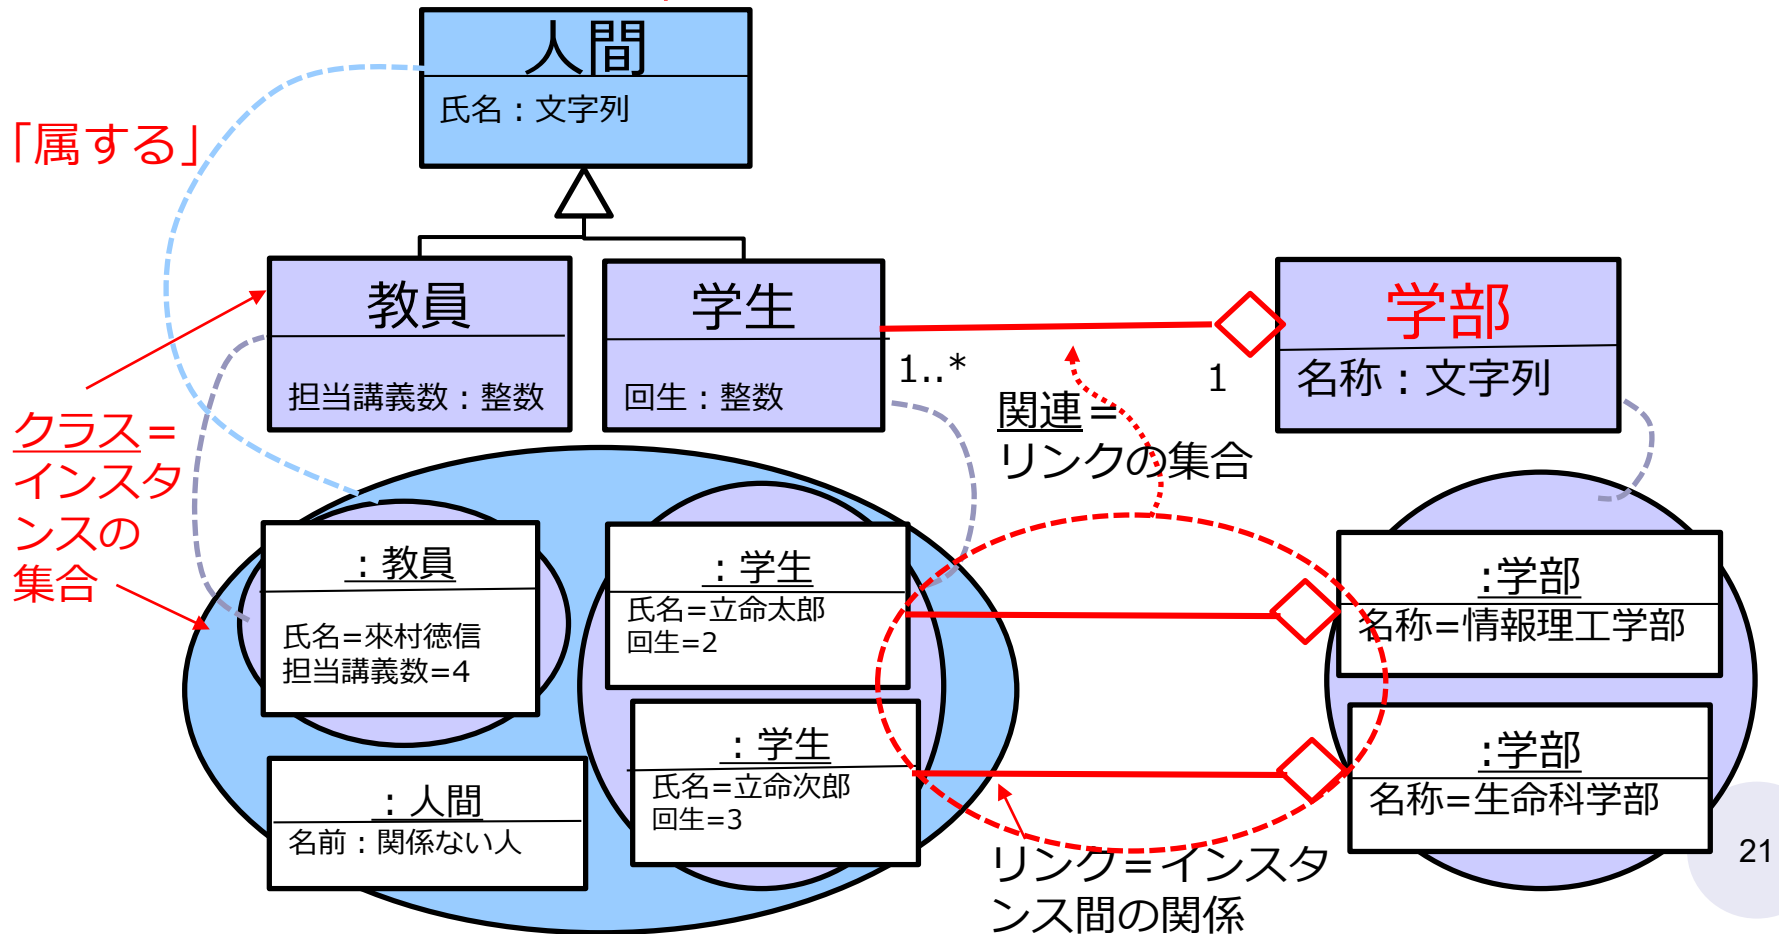 人間
氏名：文字列
「属する」
教員
担当講義数：整数
学生
回生：整数
1..*
1
学部
名称：文字列
クラス＝
インスタ
ンスの
集合
関連＝
リンクの集合
：教員
氏名=來村徳信
担当講義数=4
：学生
氏名=立命太郎
回生=2
：学生
氏名=立命次郎
回生=3
：人間
名前：関係ない人
:学部
名称=情報理工学部
:学部
名称=生命科学部
リンク＝インスタ
ンス間の関係
21